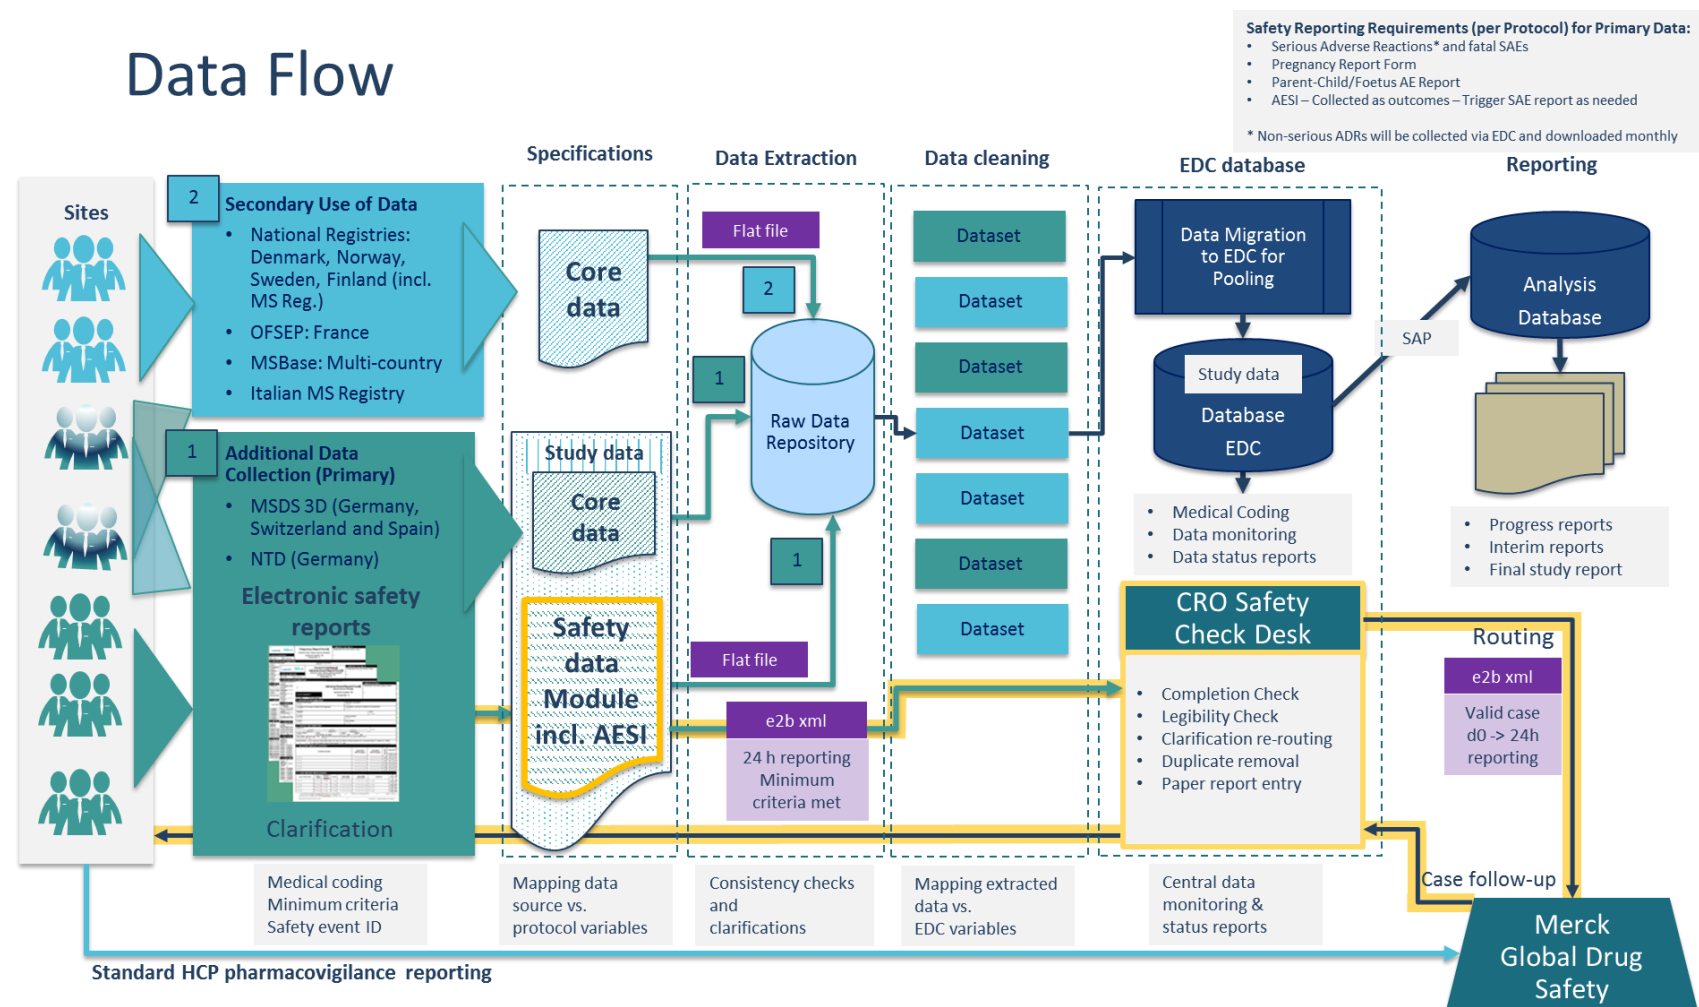 Data Flow
Safety Reporting Requirements (per Protocol) for Primary Data:
• Serious Adverse Reactions* and fatal SAEs
• Pregnancy Report Form
• Parent-Child/Foetus AE Report
• AESI – Collected as outcomes – Trigger SAE report as needed
* Non-serious ADRs will be collected via EDC and downloaded monthly
Specifications
Data Extraction
Data cleaning
EDC database
Reporting
Sites
2
Secondary Use of Data
• National Registries:
Denmark, Norway,
Sweden, Finland (incl.
MS Reg.)
• OFSEP: France
• MSBase: Multi-country
• Italian MS Registry
1
Additional Data
Collection (Primary)
• MSDS 3D (Germany,
Switzerland and Spain)
• NTD (Germany)
Electronic safety
reports
Clarification
Core
data
Study data
Core
data
Safety
data
Module
incl. AESI
Flat file
2
1
Raw Data
Repository
1
Flat file
e2b xml
24 h reporting
Minimum
criteria met
Dataset
Dataset
Dataset
Dataset
Dataset
Dataset
Dataset
Data Migration
to EDC for
Pooling
Study data
Database
EDC
• Medical Coding
• Data monitoring
• Data status reports
CRO Safety
Check Desk
• Completion Check
• Legibility Check
• Clarification re-routing
• Duplicate removal
• Paper report entry
SAP
Analysis
Database
• Progress reports
• Interim reports
• Final study report
Routing
e2b xml
Valid case
d0 -> 24h
reporting
Case follow-up
Merck
Global Drug
Safety
Medical coding
Minimum criteria
Safety event ID
Mapping data
source vs.
protocol variables
Consistency checks
and
clarifications
Mapping extracted
data vs.
EDC variables
Central data
monitoring &
status reports
Standard HCP pharmacovigilance reporting